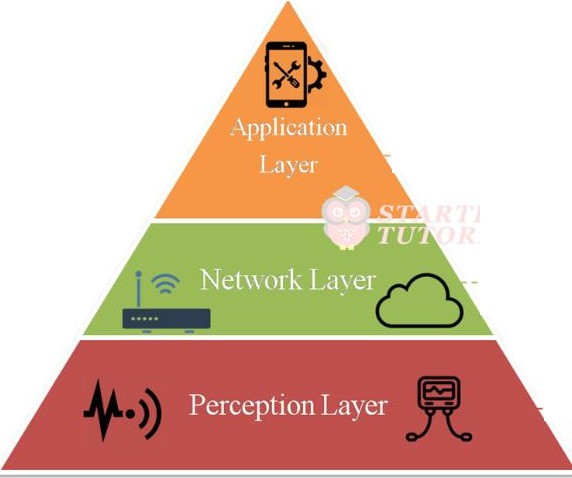 Application
Layer
Network Layer
Perception Layer